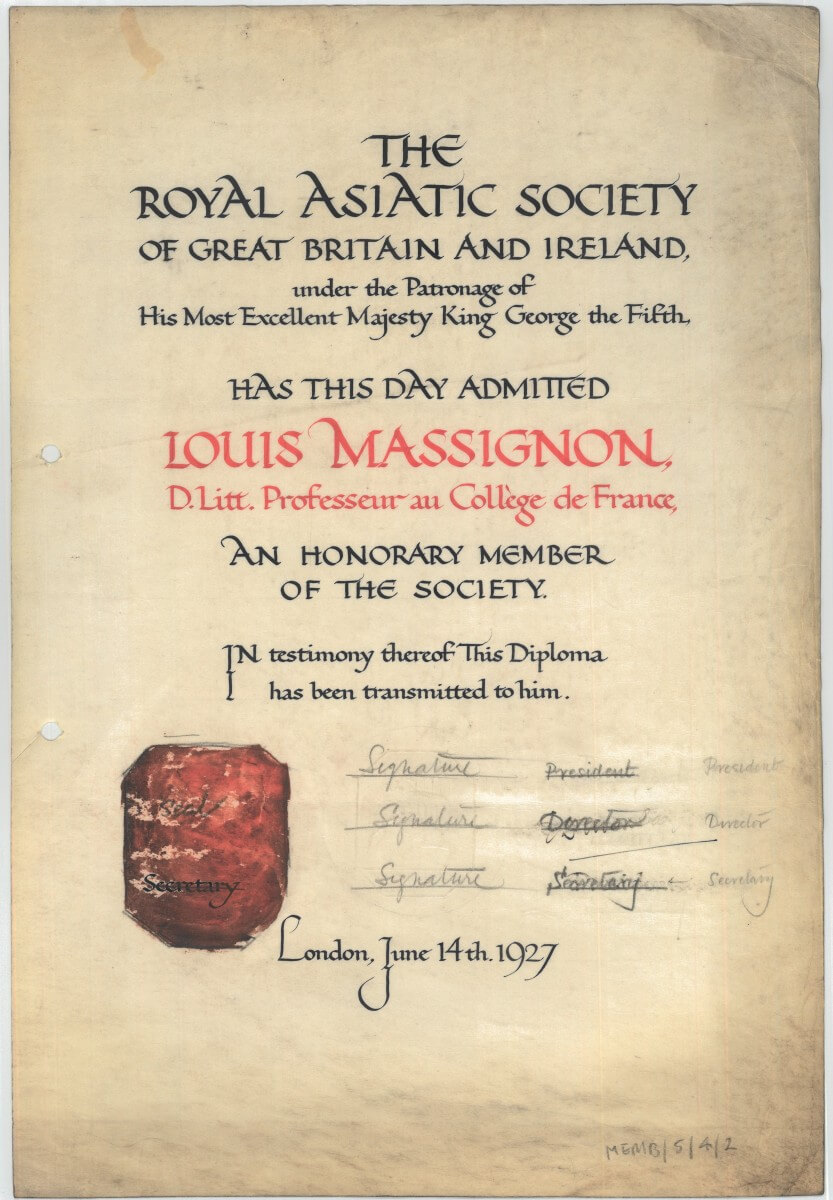 THE
ROYAL ASIATIC SOCIETY
OF GREAT BRITAIN AND IRELAND,
under the Patronage of
His Most Excellent Majesty King George the Fifth,
HAS THIS DAY ADMITTED
LOUIS MASSIGNON,
D.Litt. Professeur au Collège de France,
AN HONORARY MEMBER
OF THE SOCIETY.
IN testimony thereof This Diploma
has been transmitted to him.
Signature President President
Seal
Signature Director Director
Secretary Signature Secretary Secretary
London, June 14th. 1927
MEMB/5/4/2